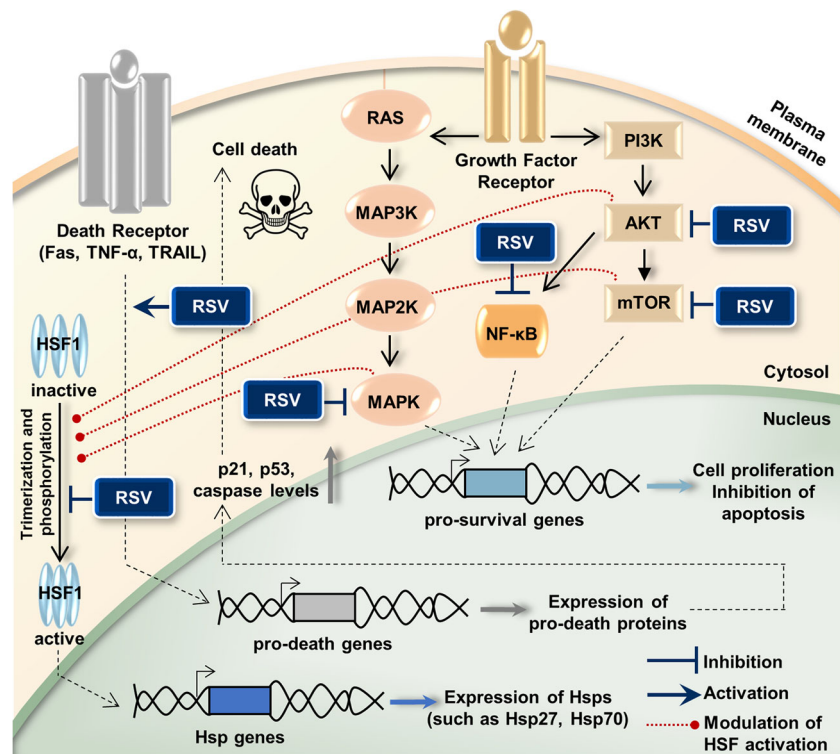 Plasma
membrane
RAS
Growth Factor
Receptor
PI3K
Cell death
Death Receptor
(Fas, TNF-α, TRAIL)
MAP3K
AKT
RSV
RSV
RSV
MAP2K
NF-κB
mTOR
RSV
HSF1
inactive
RSV
MAPK
Cytosol
Nucleus
Trimerization and
phosphorylation
RSV
p21, p53,
caspase levels
pro-survival genes
Cell proliferation
Inhibition of
apoptosis
HSF1
active
pro-death genes
Expression of
pro-death proteins
Hsp genes
Expression of Hsps
(such as Hsp27, Hsp70)
Inhibition
Activation
Modulation of
HSF activation